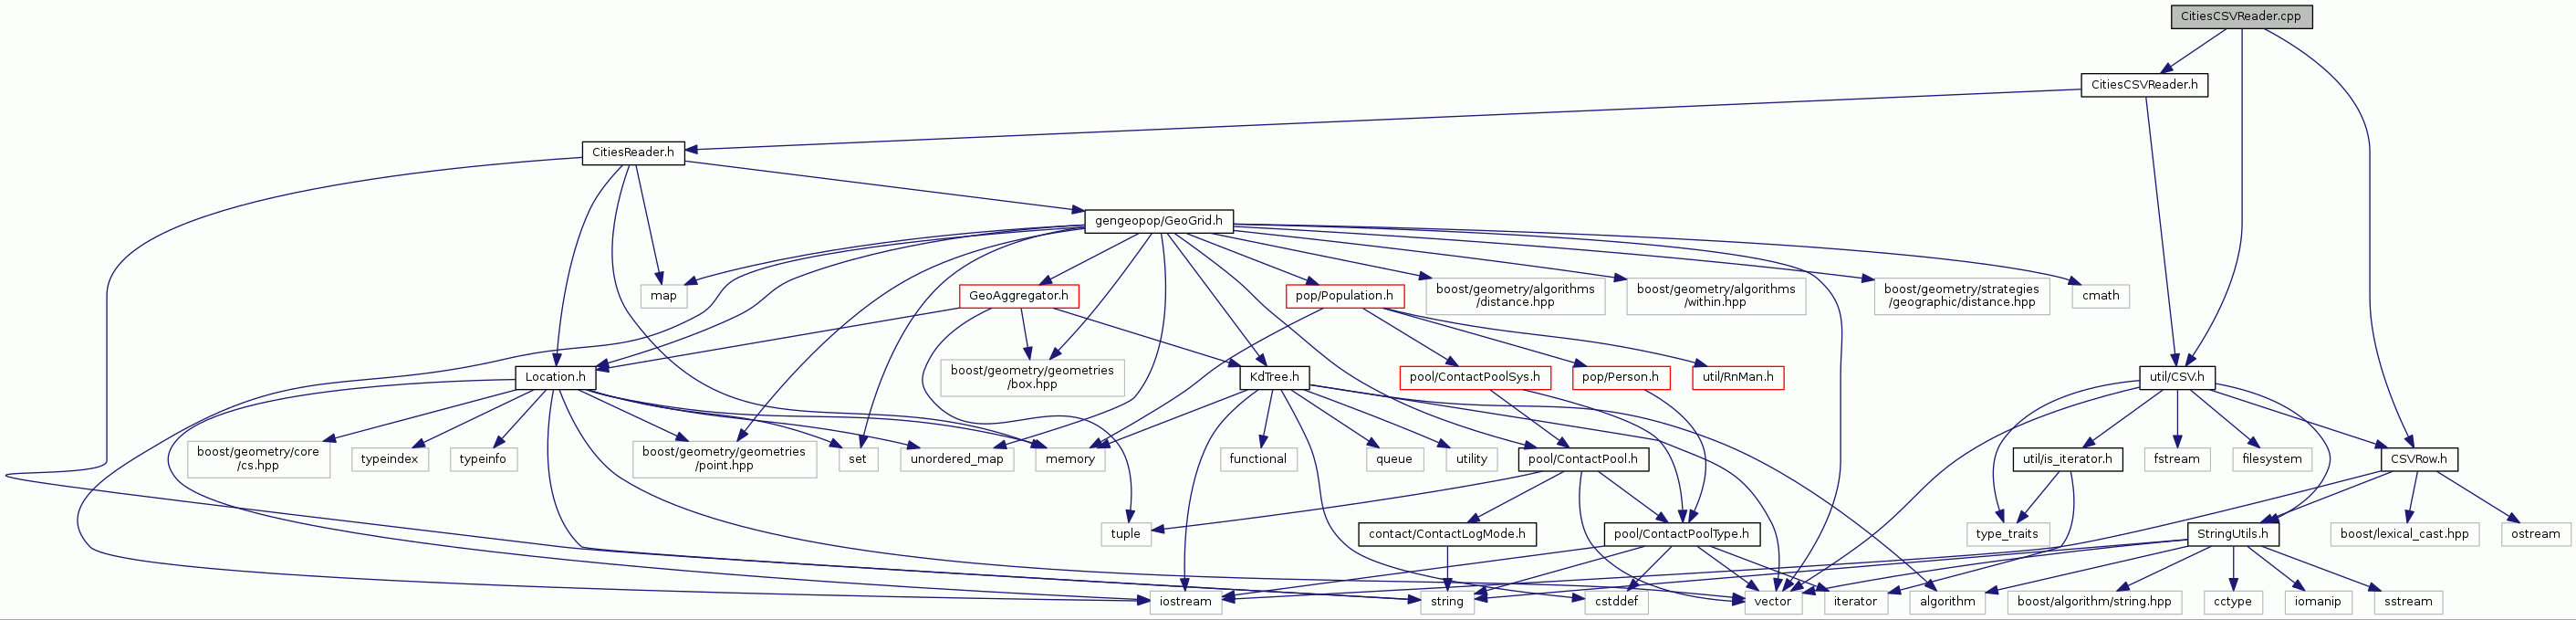 CitiesCSVReader.cpp
CitiesCSVReader.h
CitiesReader.h
gengeopop/GeoGrid.h
map
GeoAggregator.h
pop/Population.h
boost/geometry/algorithms
/distance.hpp
boost/geometry/algorithms
/within.hpp
boost/geometry/strategies
/geographic/distance.hpp
cmath
Location.h
boost/geometry/geometries
/box.hpp
KdTree.h
pool/ContactPoolSys.h
pop/Person.h
util/RnMan.h
util/CSV.h
boost/geometry/core
/cs.hpp
typeindex
typeinfo
boost/geometry/geometries
/point.hpp
set
unordered_map
memory
functional
queue
utility
pool/ContactPool.h
util/is_iterator.h
fstream
filesystem
CSVRow.h
tuple
contact/ContactLogMode.h
pool/ContactPoolType.h
type_traits
StringUtils.h
boost/lexical_cast.hpp
ostream
iostream
string
cstddef
vector
iterator
algorithm
boost/algorithm/string.hpp
cctype
iomanip
sstream